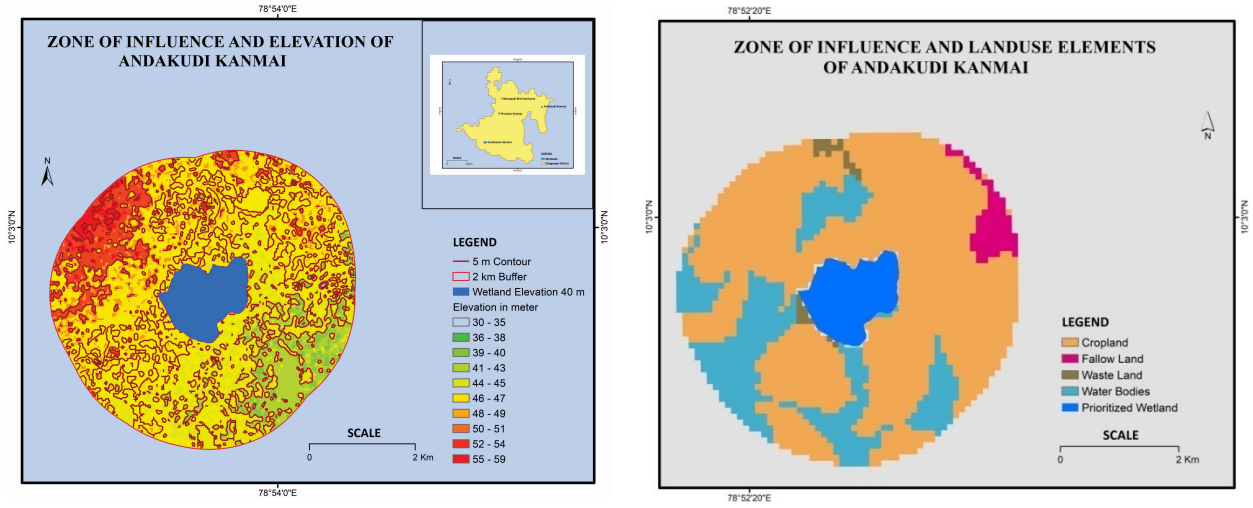 78°54'0"E
ZONE OF INFLUENCE AND ELEVATION OF
ANDAKUDI KANMAI
N
10°3'0"N
10°3'0"N
SCALE
LEGEND
LEGEND
5 m Contour
2 km Buffer
Wetland Elevation 40 m
Elevation in meter
30 - 35
36 - 38
39 - 40
41 - 43
44 - 45
46 - 47
48 - 49
50 - 51
52 - 54
55 - 59
SCALE
0 2 Km
78°54'0"E
78°52'20"E
ZONE OF INFLUENCE AND LANDUSE ELEMENTS
OF ANDAKUDI KANMAI
N
10°3'0"N
10°3'0"N
LEGEND
Cropland
Fallow Land
Waste Land
Water Bodies
Prioritized Wetland
SCALE
0 2 Km
78°52'20"E